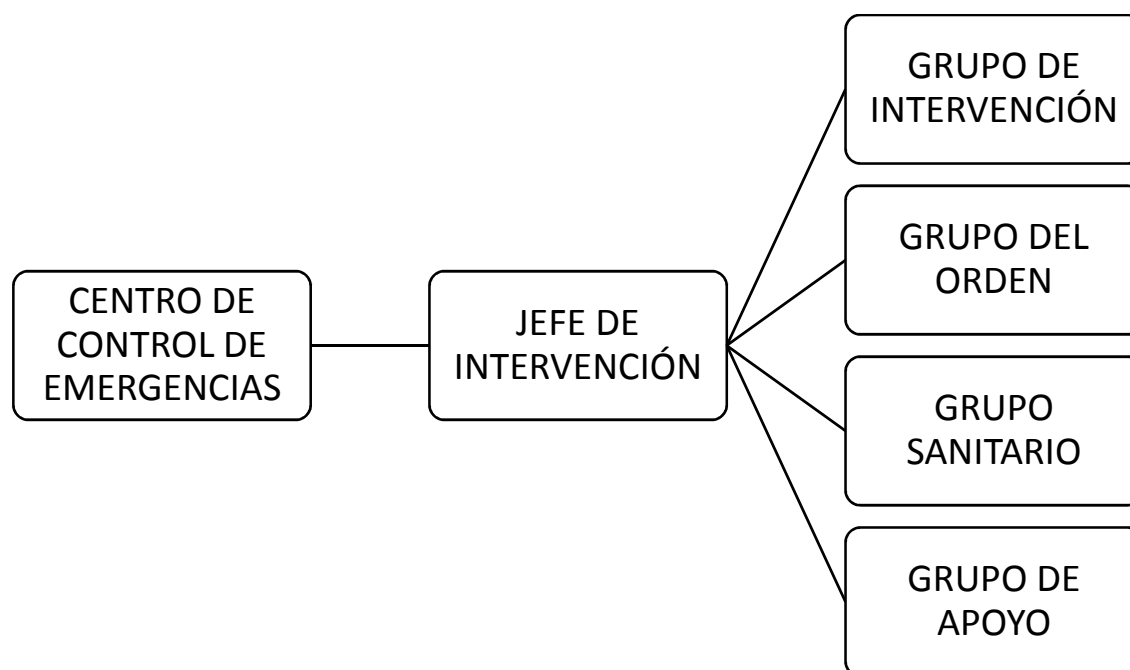 CENTRO DE
CONTROL DE
EMERGENCIAS
JEFE DE
INTERVENCIÓN
GRUPO DE
INTERVENCIÓN
GRUPO DEL
ORDEN
GRUPO
SANITARIO
GRUPO DE
APOYO